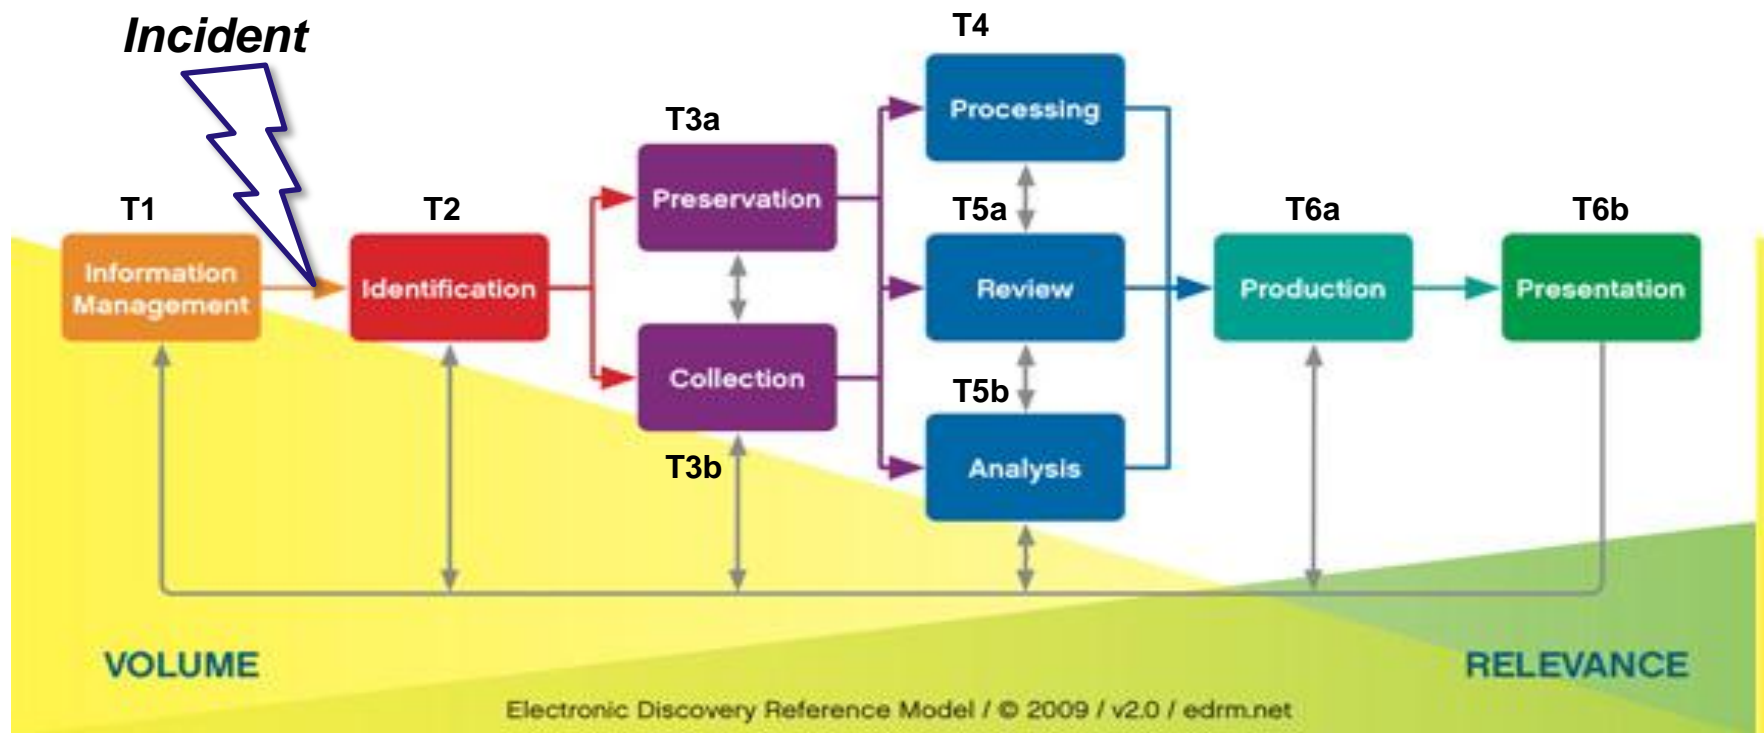 Incident
T1
Information
Management
T2
Identification
T3a
Preservation
Collection
T3b
T4
Processing
T5a
Review
T5b
Analysis
T6a
Production
T6b
Presentation
VOLUME
RELEVANCE
Electronic Discovery Reference Model / © 2009 / v2.0 / edrm.net